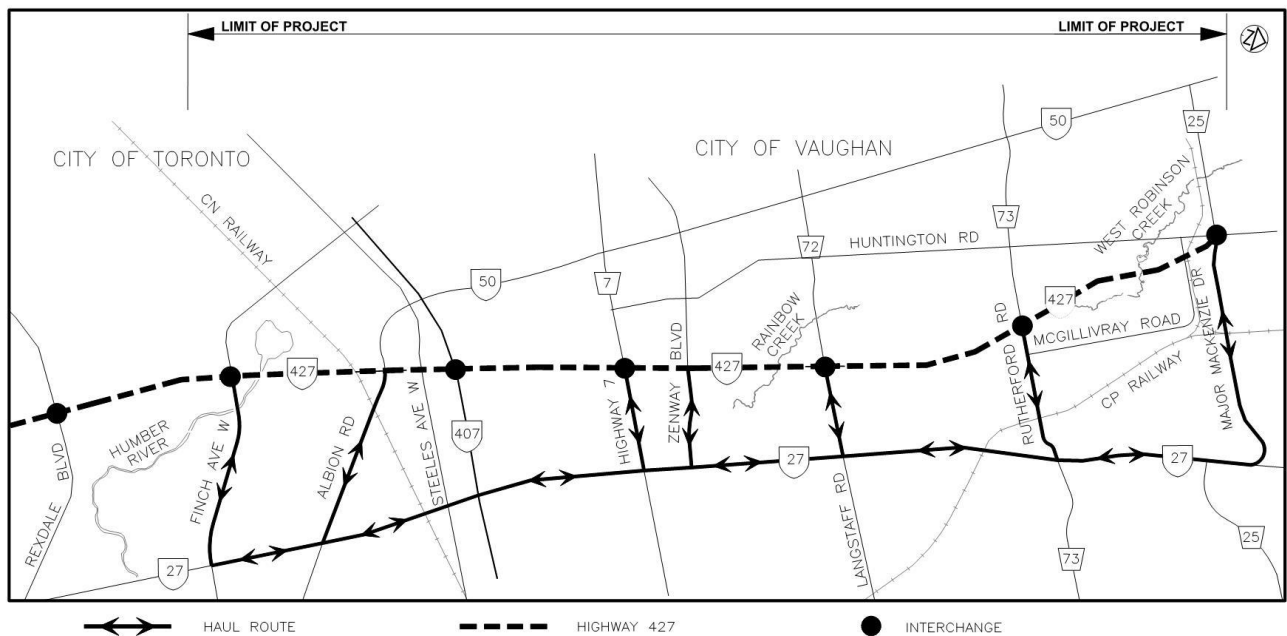 LIMIT OF PROJECT
LIMIT OF PROJECT
Z
CITY OF TORONTO
CITY OF VAUGHAN
50
25
CN RAILWAY
WEST ROBINSON
CREEK
73
72
HUNTINGTON RD
50
7
427
RAINBOW
CREEK
BLVD
427
427
RD
MCGILLIVRAY ROAD
MAJOR MACKENZIE DR
CP RAILWAY
HUMBER
RIVER
BLVD
REXDALE
FINCH AVE W
ALBION RD
STEELES AVE W
407
HIGHWAY 7
ZENWAY
27
LANGSTAFF RD
RUTHERFORD
27
27
73
25
HAUL ROUTE
HIGHWAY 427
INTERCHANGE